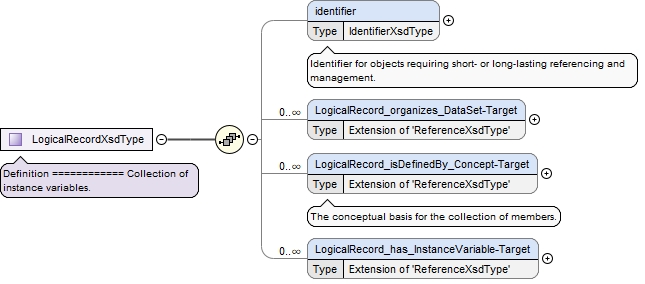 identifier
Type IdentifierXsdType
Identifier for objects requiring short- or long-lasting referencing and
management.
0..∞ LogicalRecord_organizes_DataSet-Target
Type Extension of 'ReferenceXsdType'
LogicalRecordXsdType
Definition ============ Collection of
instance variables.
0..∞ LogicalRecord_isDefinedBy_Concept-Target
Type Extension of 'ReferenceXsdType'
The conceptual basis for the collection of members.
0..∞ LogicalRecord_has_InstanceVariable-Target
Type Extension of 'ReferenceXsdType'